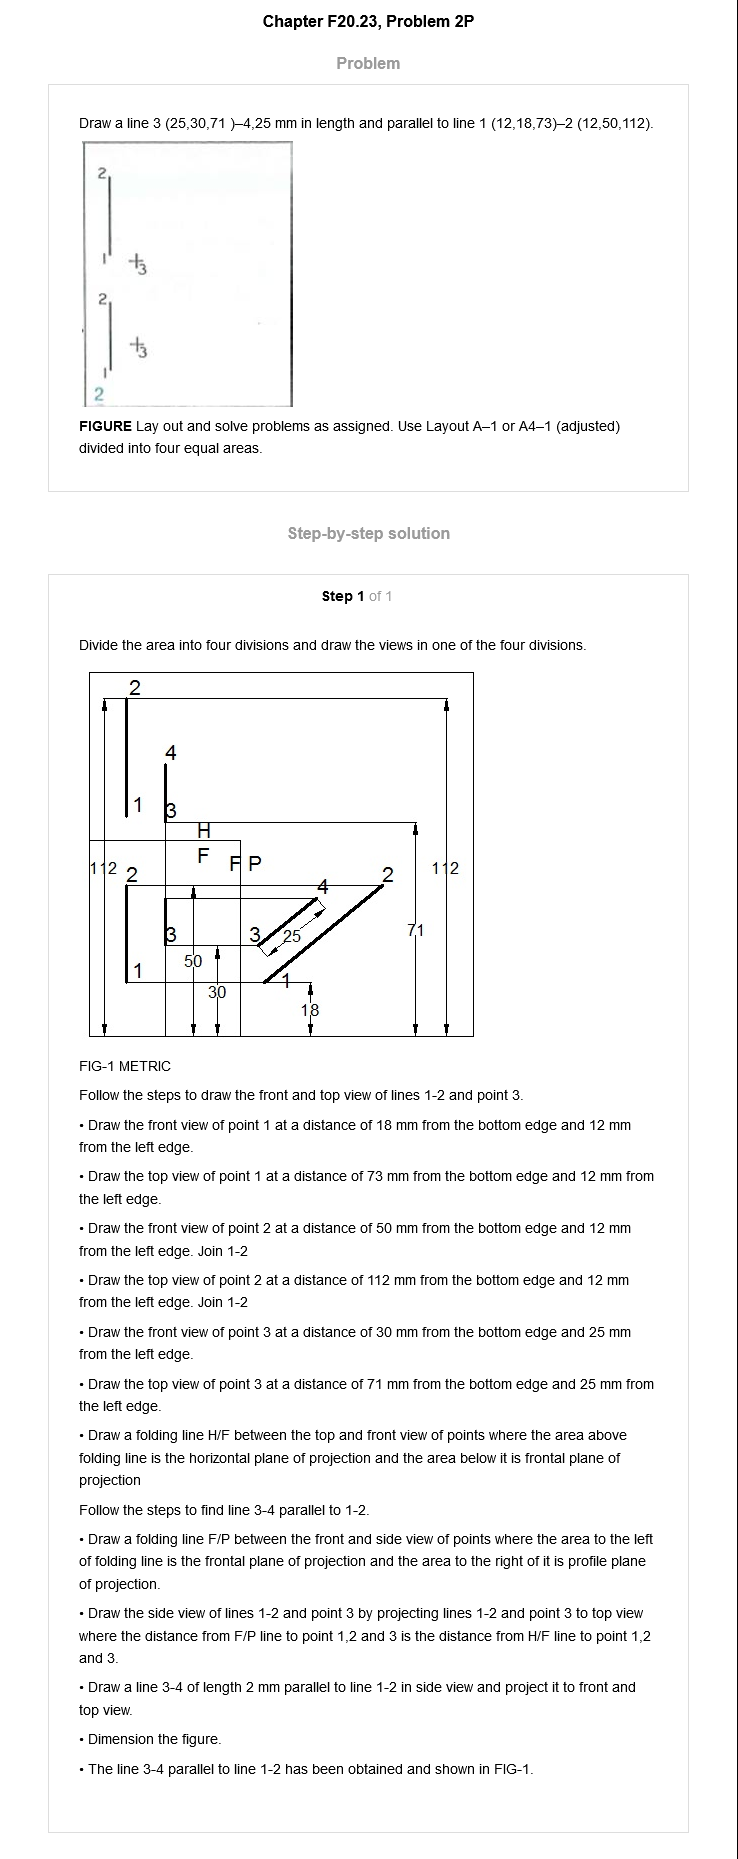 Chapter F20.23, Problem 2P
Problem
Draw a line 3 (25,30,71 )–4,25 mm in length and parallel to line 1 (12,18,73)–2 (12,50,112).
2
1
3
2
3
1
2
FIGURE Lay out and solve problems as assigned. Use Layout A–1 or A4–1 (adjusted)
divided into four equal areas.
Step-by-step solution
Step 1 of 1
Divide the area into four divisions and draw the views in one of the four divisions.
2
4
1
3
H
F
F P
112
2
4
2
112
3
3
25
71
1
50
1
30
18
FIG-1 METRIC
Follow the steps to draw the front and top view of lines 1-2 and point 3.
• Draw the front view of point 1 at a distance of 18 mm from the bottom edge and 12 mm
from the left edge.
• Draw the top view of point 1 at a distance of 73 mm from the bottom edge and 12 mm from
the left edge.
• Draw the front view of point 2 at a distance of 50 mm from the bottom edge and 12 mm
from the left edge. Join 1-2
• Draw the top view of point 2 at a distance of 112 mm from the bottom edge and 12 mm
from the left edge. Join 1-2
• Draw the front view of point 3 at a distance of 30 mm from the bottom edge and 25 mm
from the left edge.
• Draw the top view of point 3 at a distance of 71 mm from the bottom edge and 25 mm from
the left edge.
• Draw a folding line H/F between the top and front view of points where the area above
folding line is the horizontal plane of projection and the area below it is frontal plane of
projection
Follow the steps to find line 3-4 parallel to 1-2.
• Draw a folding line F/P between the front and side view of points where the area to the left
of folding line is the frontal plane of projection and the area to the right of it is profile plane
of projection.
• Draw the side view of lines 1-2 and point 3 by projecting lines 1-2 and point 3 to top view
where the distance from F/P line to point 1,2 and 3 is the distance from H/F line to point 1,2
and 3.
• Draw a line 3-4 of length 2 mm parallel to line 1-2 in side view and project it to front and
top view.
• Dimension the figure.
• The line 3-4 parallel to line 1-2 has been obtained and shown in FIG-1.